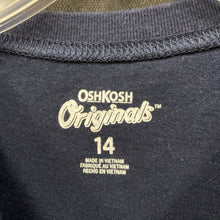 OSHKOSH
Originals™
14
MADE IN VIETNAM
FABRIQUÉ AU VIETNAM
HECHO EN VIETNAM